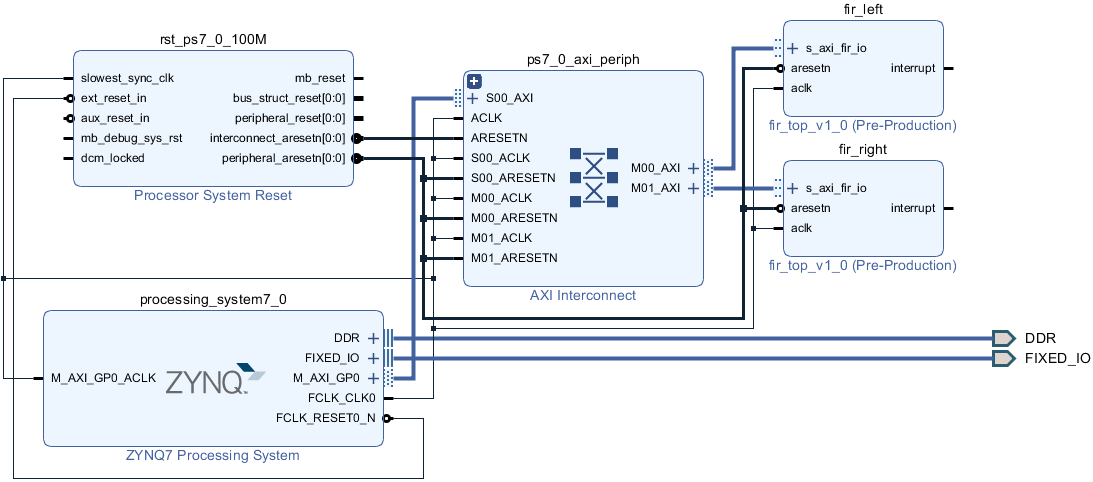 rst_ps7_0_100M
slowest_sync_clk
ext_reset_in
aux_reset_in
mb_debug_sys_rst
dcm_locked
mb_reset
bus_struct_reset[0:0]
peripheral_reset[0:0]
interconnect_aresetn[0:0]
peripheral_aresetn[0:0]
Processor System Reset
ps7_0_axi_periph
S00_AXI
ACLK
ARESETN
S00_ACLK
S00_ARESETN
M00_ACLK
M00_ARESETN
M01_ACLK
M01_ARESETN
M00_AXI
M01_AXI
AXI Interconnect
fir_left
s_axi_fir_io
aresetn
aclk
interrupt
fir_top_v1_0 (Pre-Production)
fir_right
s_axi_fir_io
aresetn
aclk
interrupt
fir_top_v1_0 (Pre-Production)
processing_system7_0
M_AXI_GP0_ACLK
ZYNQ
DDR
FIXED_IO
M_AXI_GP0
FCLK_CLK0
FCLK_RESET0_N
ZYNQ7 Processing System
DDR
FIXED_IO